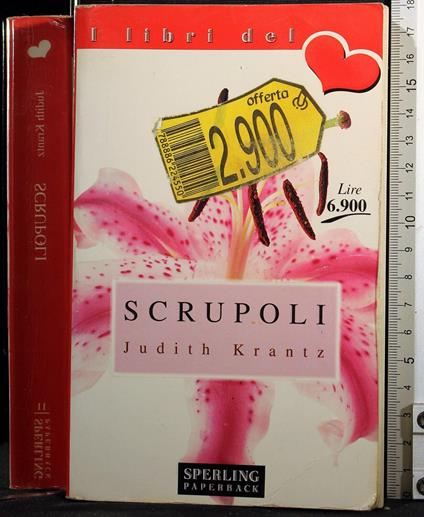 I libri del
offerta
2.900
Lire
6.900
SCRUPOLI
Judith Krantz
SPERLING
PAPERBACK
Judith Krantz
SCRUPOLI
SPERLING
PAPERBACK